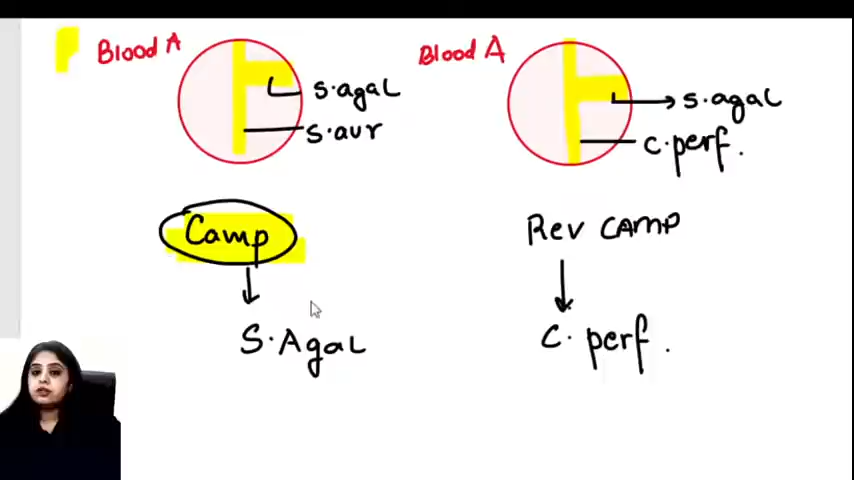 Blood A
S.agal
S.aur
Blood A
S.agal
C.perf.
Camp
S.Agal
Rev CAMP
C. perf.